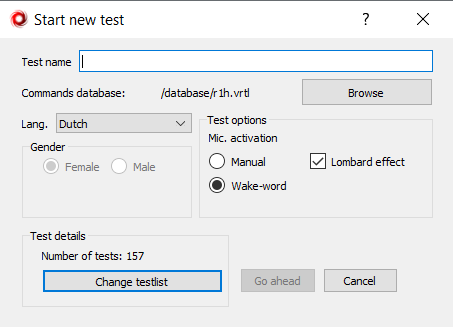 Start new test
Test name
Commands database: /database/r1h.vrtl Browse
Lang. Dutch
Gender
Female Male
Test options
Mic. activation
Manual Lombard effect
Wake-word
Test details
Number of tests: 157
Change testlist
Go ahead Cancel